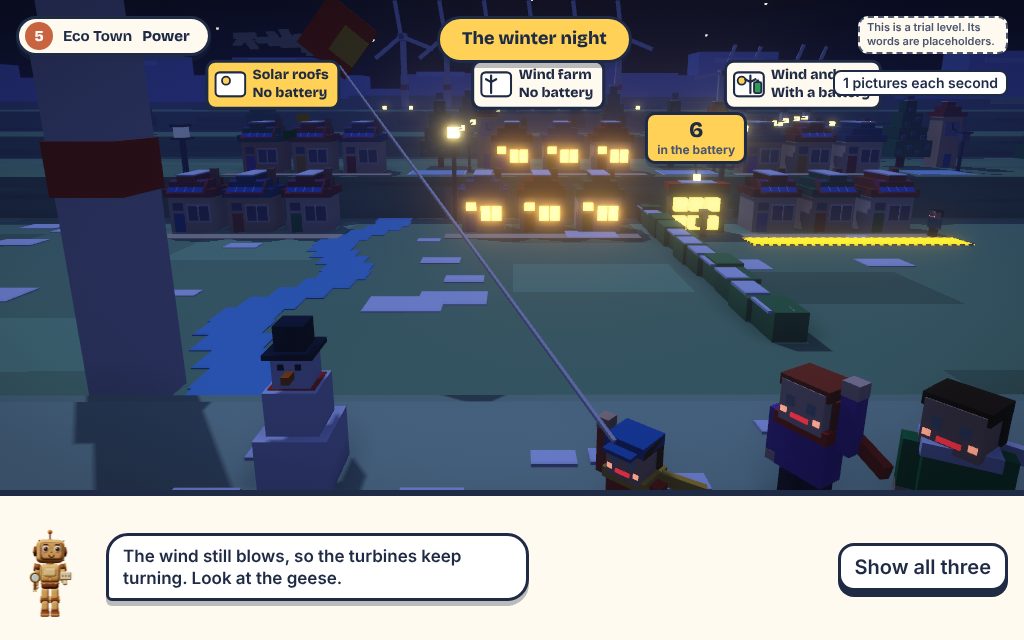 5 Eco Town Power
The winter night
This is a trial level. Its
words are placeholders.
Solar roofs
No battery
Wind farm
No battery
Wind and
With a battery
1 pictures each second
6
in the battery
The wind still blows, so the turbines keep
turning. Look at the geese.
Show all three